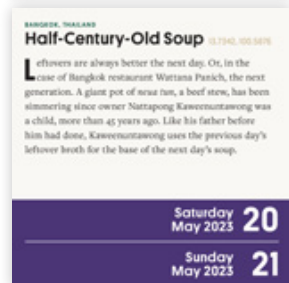 BANGKOK, THAILAND
Half-Century-Old Soup 13.7342, 100.5876
Leftovers are always better the next day. Or, in the
case of Bangkok restaurant Wattana Panich, the next
generation. A giant pot of neua tun, a beef stew, has been
simmering since owner Nattapong Kaweenuntawong was
a child, more than 45 years ago. Like his father before
him had done, Kaweenuntawong uses the previous day's
leftover broth for the base of the next day's soup.
Saturday
May 2023 20
Sunday
May 2023 21